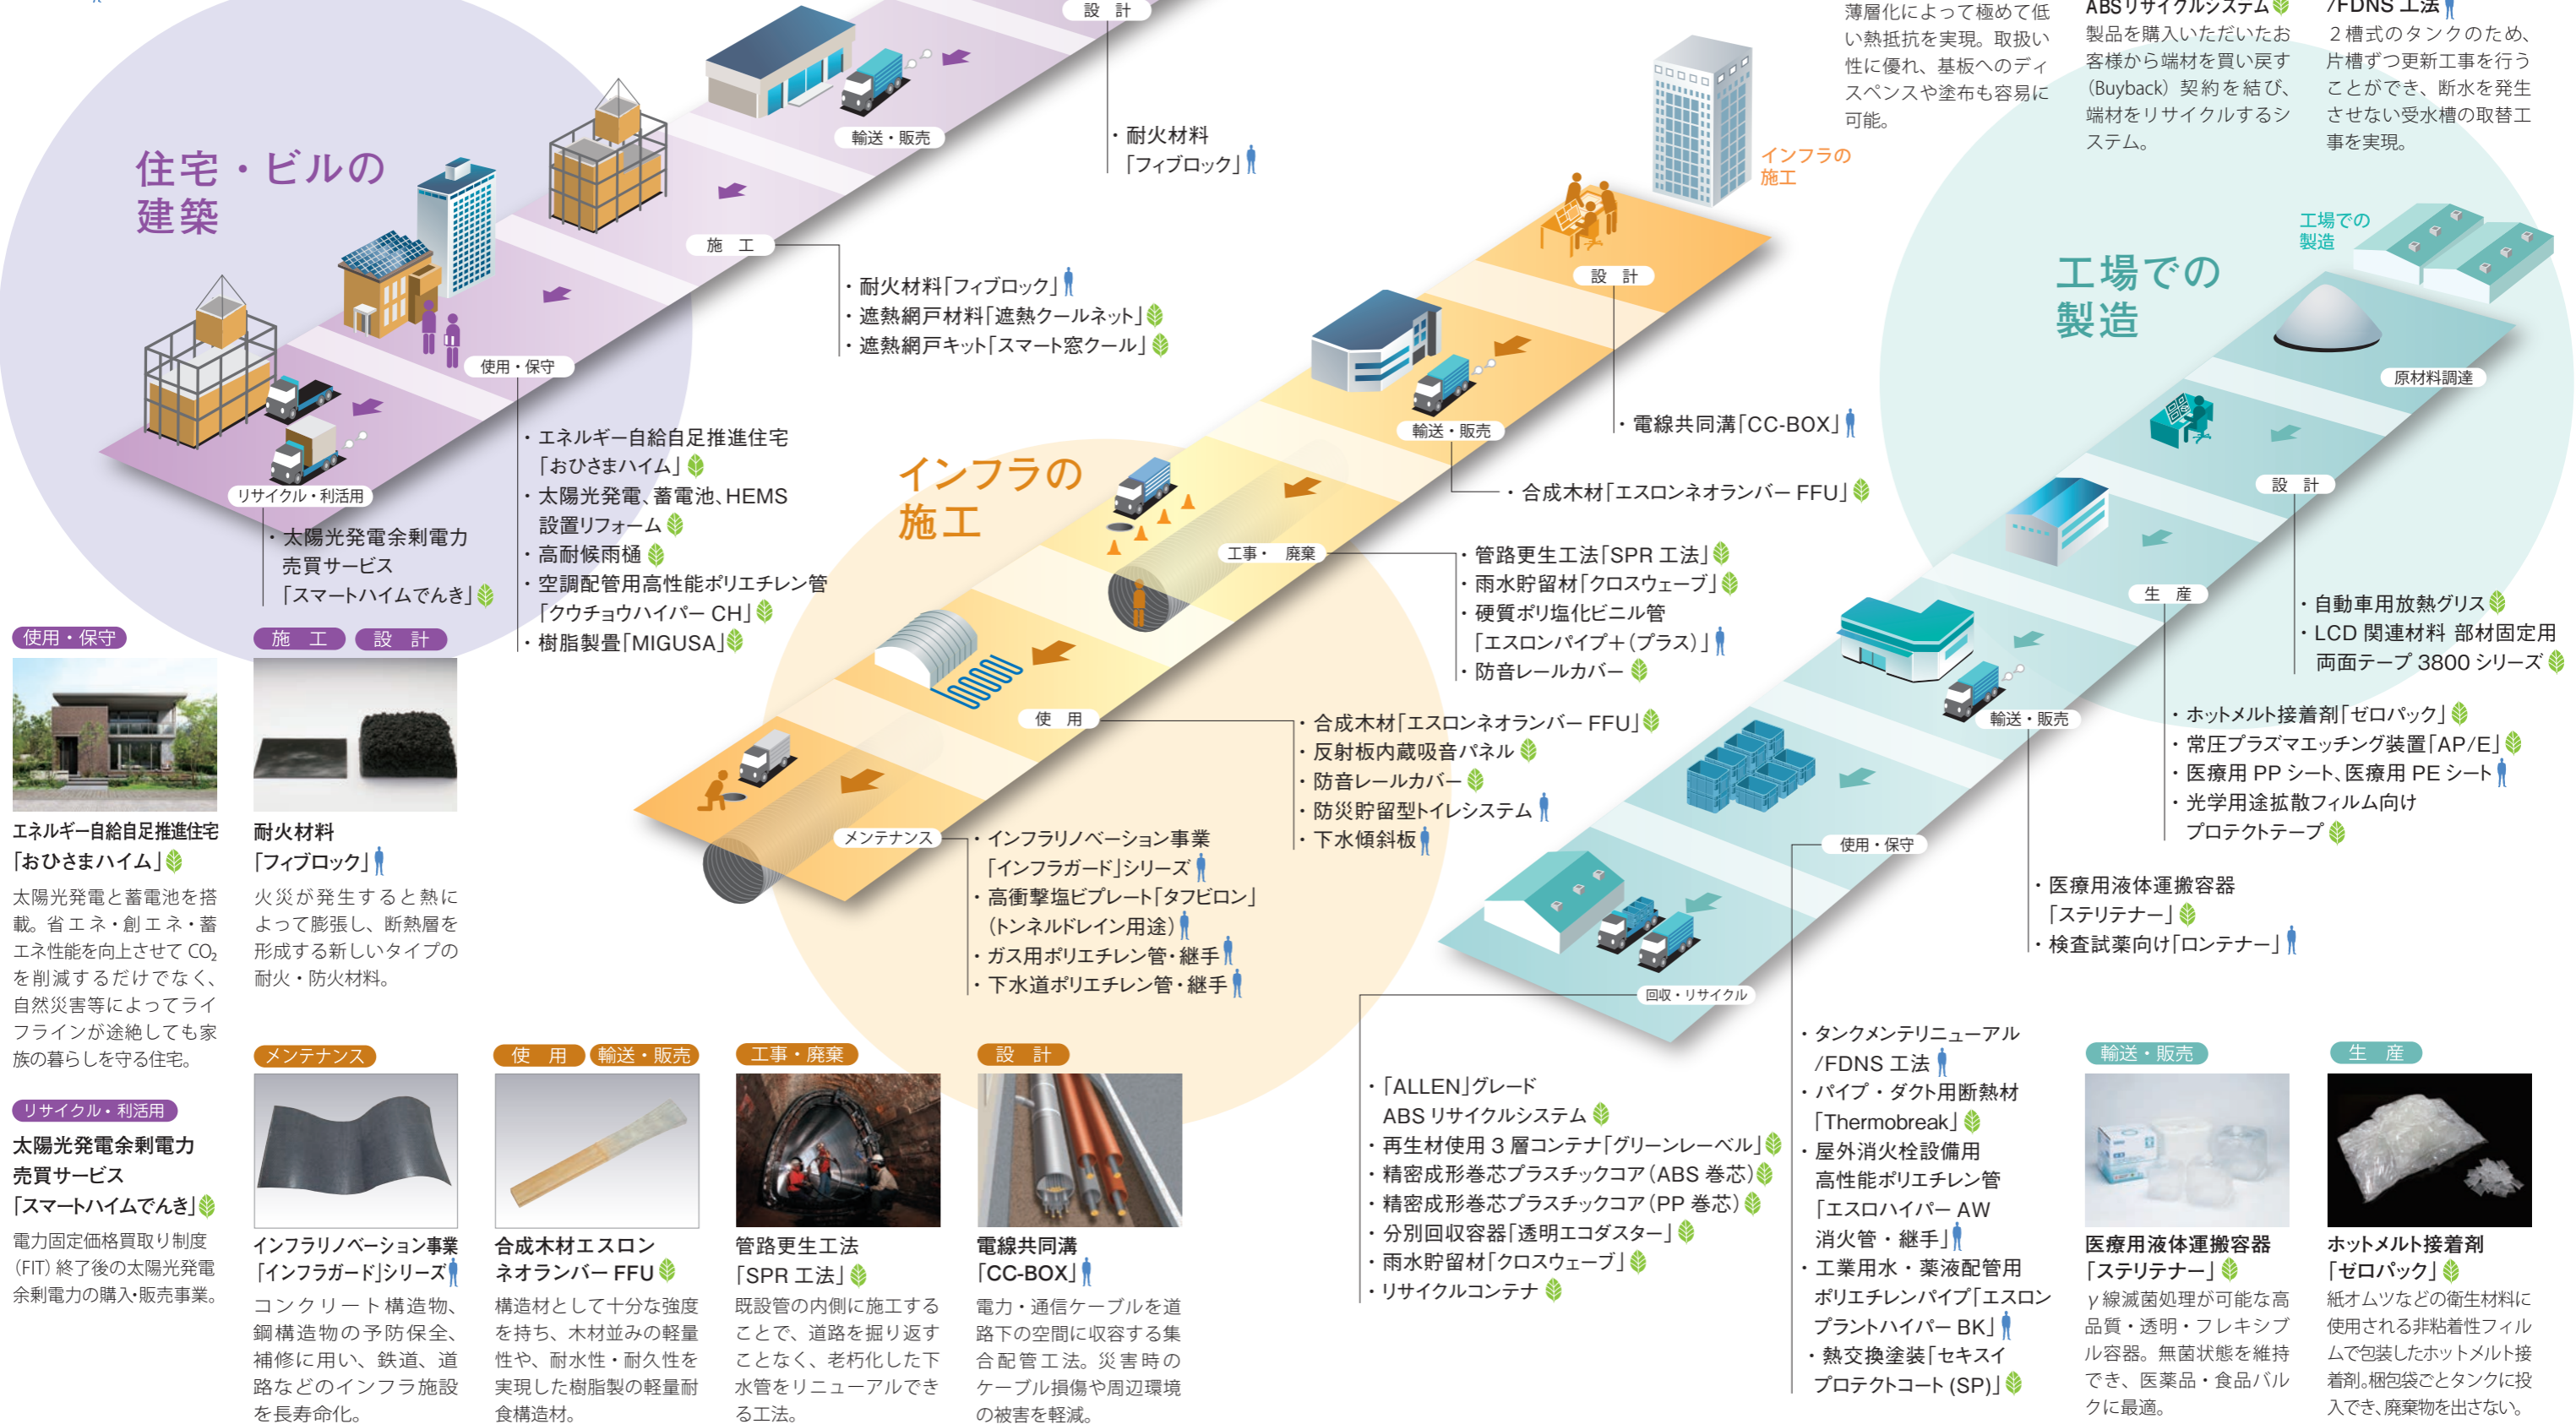 設 計
薄層化によって極めて低
い熱抵抗を実現。取扱い
性に優れ、基板へのディ
スペンスや塗布も容易に
可能。
ABSリサイクルシステム
製品を購入いただいたお
客様から端材を買い戻す
(Buyback) 契約を結び、
端材をリサイクルするシ
ステム。
/FDNS 工法
２槽式のタンクのため、
片槽ずつ更新工事を行う
ことができ、断水を発生
させない受水槽の取替工
事を実現。
住宅・ビルの
建築
輸送・販売
・耐火材料
「フィブロック」
施 工
・耐火材料「フィブロック」
・遮熱網戸材料「遮熱クールネット」
・遮熱網戸キット「スマート窓クール」
使用・保守
・エネルギー自給自足推進住宅
「おひさまハイム」
・太陽光発電、蓄電池、HEMS
設置リフォーム
・高耐候雨樋
・空調配管用高性能ポリエチレン管
「クウチョウハイパー CH」
・樹脂製畳「MIGUSA」
リサイクル・利活用
・太陽光発電余剰電力
売買サービス
「スマートハイムでんき」
インフラの
施工
インフラの
施工
設 計
・電線共同溝「CC-BOX」
輸送・販売
・合成木材「エスロンネオランバー FFU」
工事・ 廃棄
・管路更生工法「SPR 工法」
・雨水貯留材「クロスウェーブ」
・硬質ポリ塩化ビニル管
「エスロンパイプ＋(プラス)」
・防音レールカバー
使 用
・合成木材「エスロンネオランバー FFU」
・反射板内蔵吸音パネル
・防音レールカバー
・防災貯留型トイレシステム
・下水傾斜板
メンテナンス
・インフラリノベーション事業
「インフラガード」シリーズ
・高衝撃塩ビプレート「タフビロン」
(トンネルドレイン用途)
・ガス用ポリエチレン管・継手
・下水道ポリエチレン管・継手
工場での
製造
工場での
製造
原材料調達
設 計
・自動車用放熱グリス
・LCD 関連材料 部材固定用
両面テープ 3800 シリーズ
生 産
・ホットメルト接着剤「ゼロパック」
・常圧プラズマエッチング装置「AP/E」
・医療用 PP シート、医療用 PE シート
・光学用途拡散フィルム向け
プロテクトテープ
輸送・販売
・医療用液体運搬容器
「ステリテナー」
・検査試薬向け「ロンテナー」
使用・保守
・タンクメンテリニューアル
/FDNS 工法
・パイプ・ダクト用断熱材
「Thermobreak」
・屋外消火栓設備用
高性能ポリエチレン管
「エスロハイパー AW
消火管・継手」
・工業用水・薬液配管用
ポリエチレンパイプ「エスロン
プラントハイパー BK」
・熱交換塗装「セキスイ
プロテクトコート (SP)」
回収・リサイクル
・「ALLEN」グレード
ABS リサイクルシステム
・再生材使用 3 層コンテナ「グリーンレーベル」
・精密成形巻芯プラスチックコア (ABS 巻芯)
・精密成形巻芯プラスチックコア (PP 巻芯)
・分別回収容器「透明エコダスター」
・雨水貯留材「クロスウェーブ」
・リサイクルコンテナ
使用・保守
エネルギー自給自足推進住宅
「おひさまハイム」
太陽光発電と蓄電池を搭
載。省エネ・創エネ・蓄
エネ性能を向上させて CO₂
を削減するだけでなく、
自然災害等によってライ
フラインが途絶しても家
族の暮らしを守る住宅。
リサイクル・利活用
太陽光発電余剰電力
売買サービス
「スマートハイムでんき」
電力固定価格買取り制度
(FIT) 終了後の太陽光発電
余剰電力の購入・販売事業。
施 工 設 計
耐火材料
「フィブロック」
火災が発生すると熱に
よって膨張し、断熱層を
形成する新しいタイプの
耐火・防火材料。
メンテナンス
インフラリノベーション事業
「インフラガード」シリーズ
コンクリート構造物、
鋼構造物の予防保全、
補修に用い、鉄道、道
路などのインフラ施設
を長寿命化。
使 用 輸送・販売
合成木材エスロン
ネオランバー FFU
構造材として十分な強度
を持ち、木材並みの軽量
性や、耐水性・耐久性を
実現した樹脂製の軽量耐
食構造材。
工事・廃棄
管路更生工法
「SPR 工法」
既設管の内側に施工する
ことで、道路を掘り返す
ことなく、老朽化した下
水管をリニューアルでき
る工法。
設 計
電線共同溝
「CC-BOX」
電力・通信ケーブルを道
路下の空間に収容する集
合配管工法。災害時の
ケーブル損傷や周辺環境
の被害を軽減。
輸送・販売
医療用液体運搬容器
「ステリテナー」
γ線滅菌処理が可能な高
品質・透明・フレキシブ
ル容器。無菌状態を維持
でき、医薬品・食品バル
クに最適。
生 産
ホットメルト接着剤
「ゼロパック」
紙オムツなどの衛生材料に
使用される非粘着性フィル
ムで包装したホットメルト接
着剤。梱包袋ごとタンクに投
入でき、廃棄物を出さない。